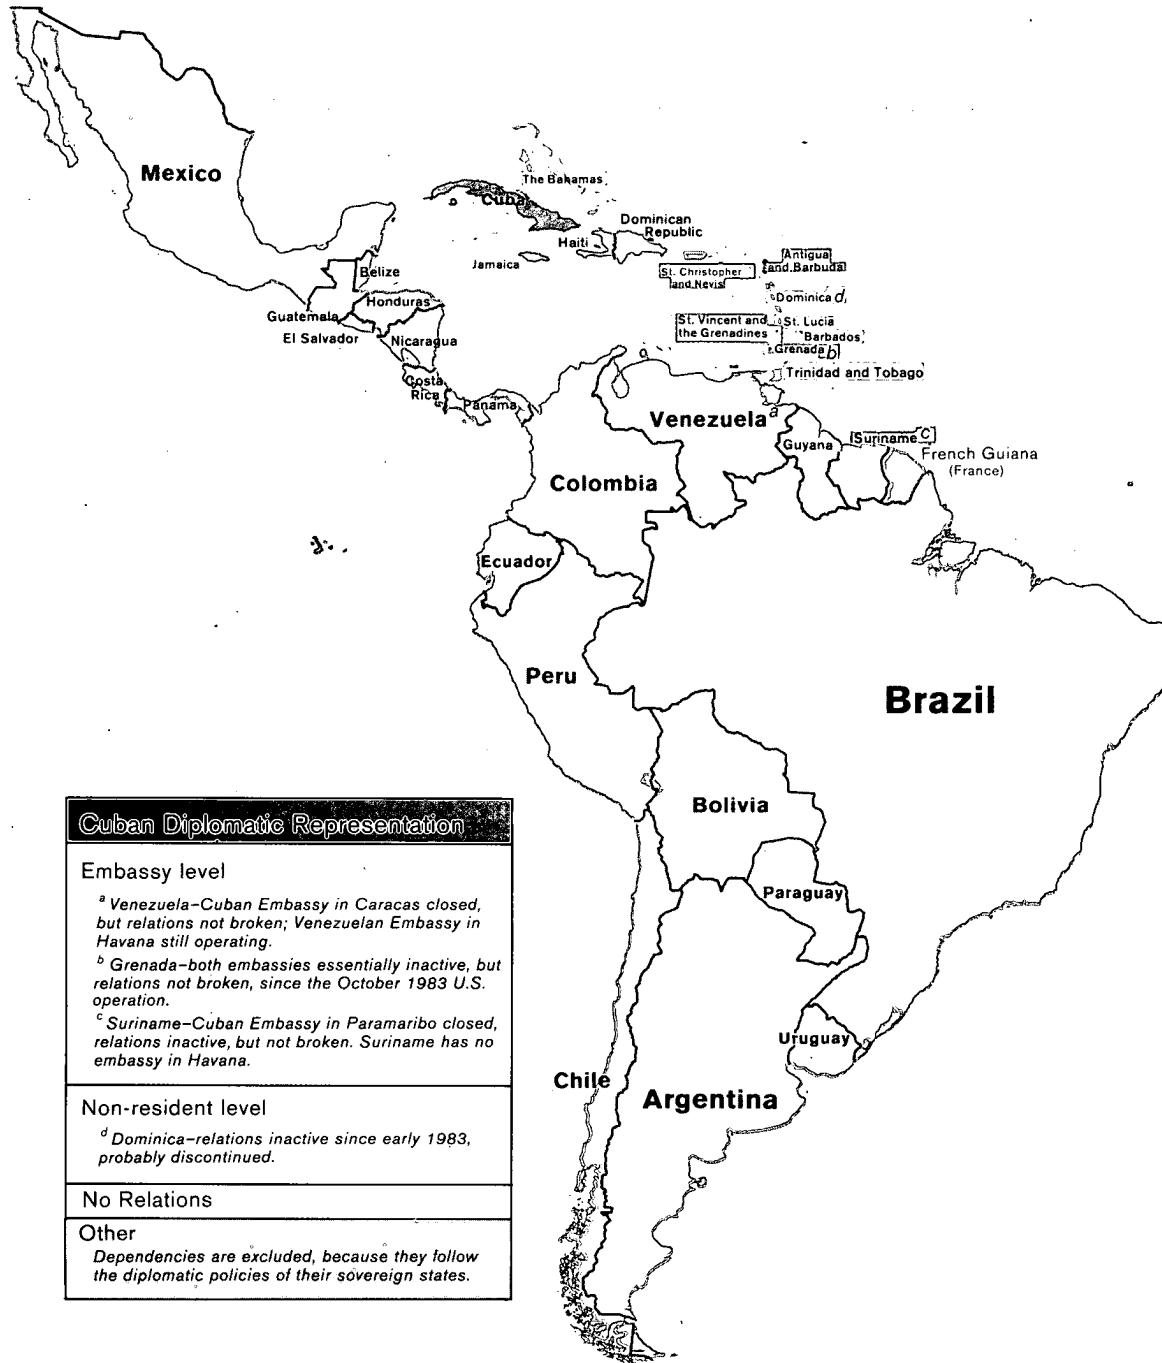 Mexico
The Bahamas
Cuba
Dominican
Republic
Haiti
Jamaica
Belize
Antigua
and Barbuda
St. Christopher
and Nevis
Dominica d
Honduras
Guatemala
El Salvador
Nicaragua
St. Vincent and
the Grenadines
St. Lucia
Barbados
Grenada b
Trinidad and Tobago
Costa
Rica
Panama
Venezuela a
Guyana
Suriname c
French Guiana
(France)
Colombia
Ecuador
Peru
Brazil
Bolivia
Paraguay
Uruguay
Chile
Argentina
Cuban Diplomatic Representation
Embassy level
a Venezuela–Cuban Embassy in Caracas closed,
but relations not broken; Venezuelan Embassy in
Havana still operating.
b Grenada–both embassies essentially inactive, but
relations not broken, since the October 1983 U.S.
operation.
c Suriname–Cuban Embassy in Paramaribo closed,
relations inactive, but not broken. Suriname has no
embassy in Havana.
Non-resident level
d Dominica–relations inactive since early 1983,
probably discontinued.
No Relations
Other
Dependencies are excluded, because they follow
the diplomatic policies of their sovereign states.